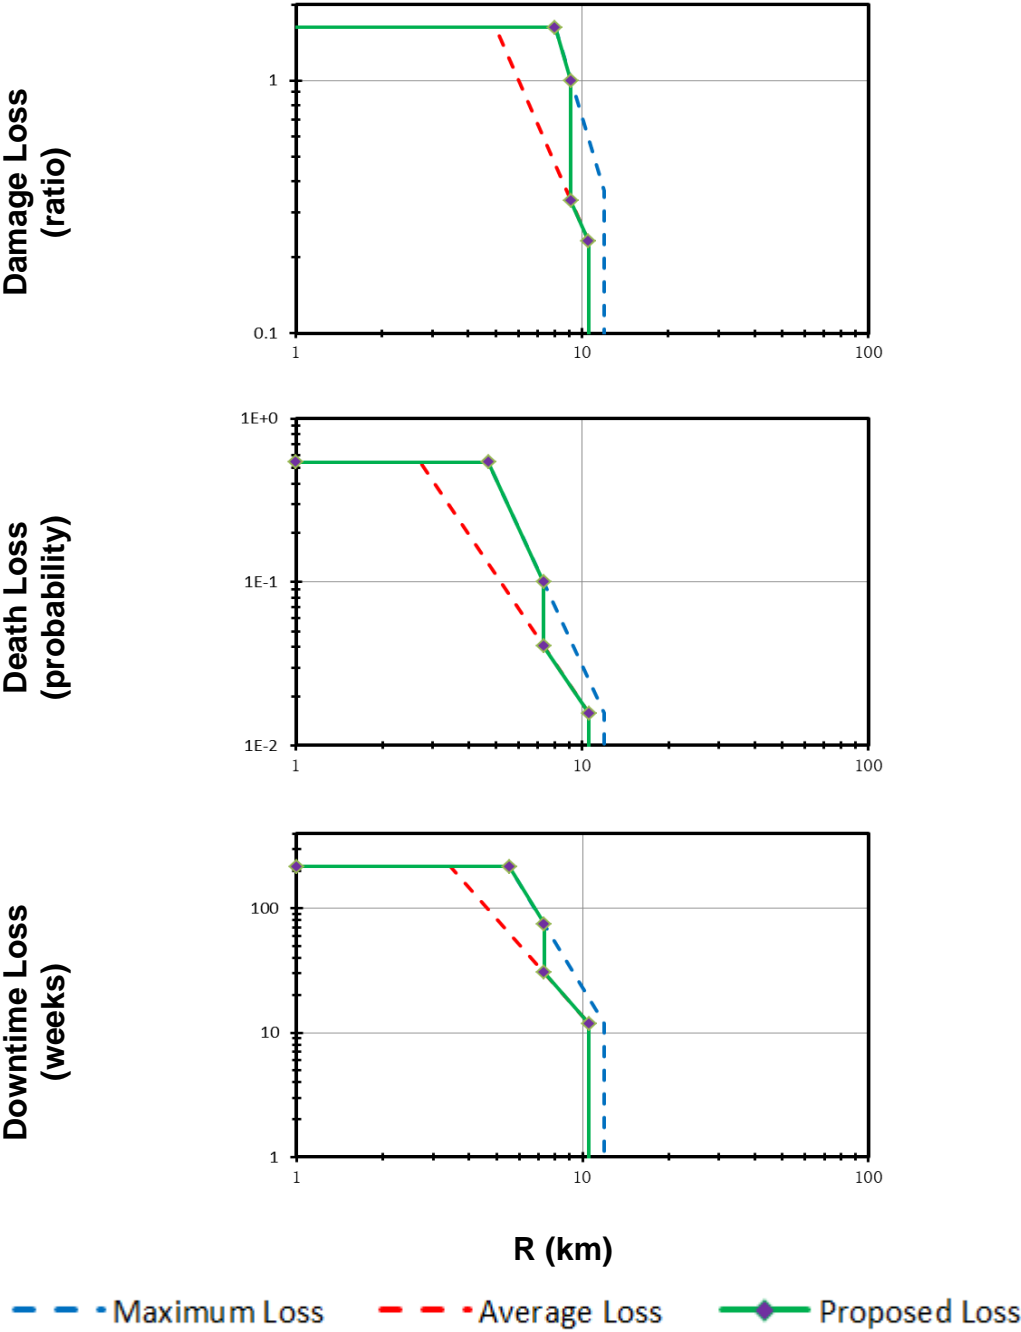 Damage Loss
(ratio)
1
0.1
1 10 100
Death Loss
(probability)
1E+0
1E-1
1E-2
1 10 100
Downtime Loss
(weeks)
100
10
1
1 10 100
R (km)
Maximum Loss Average Loss Proposed Loss